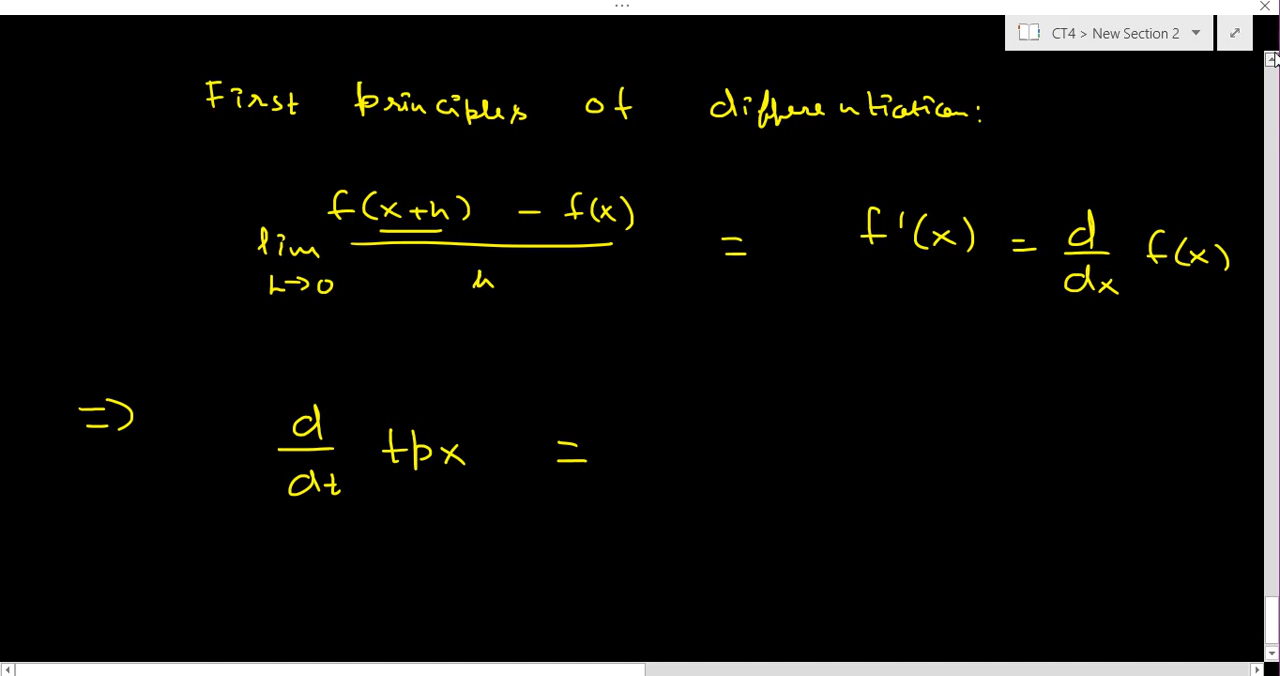 ...
CT4 > New Section 2
First principles of differentiation:
lim h→0 f(x+h) - f(x) / h = f'(x) = d/dx f(x)
=> d/dt tpx =